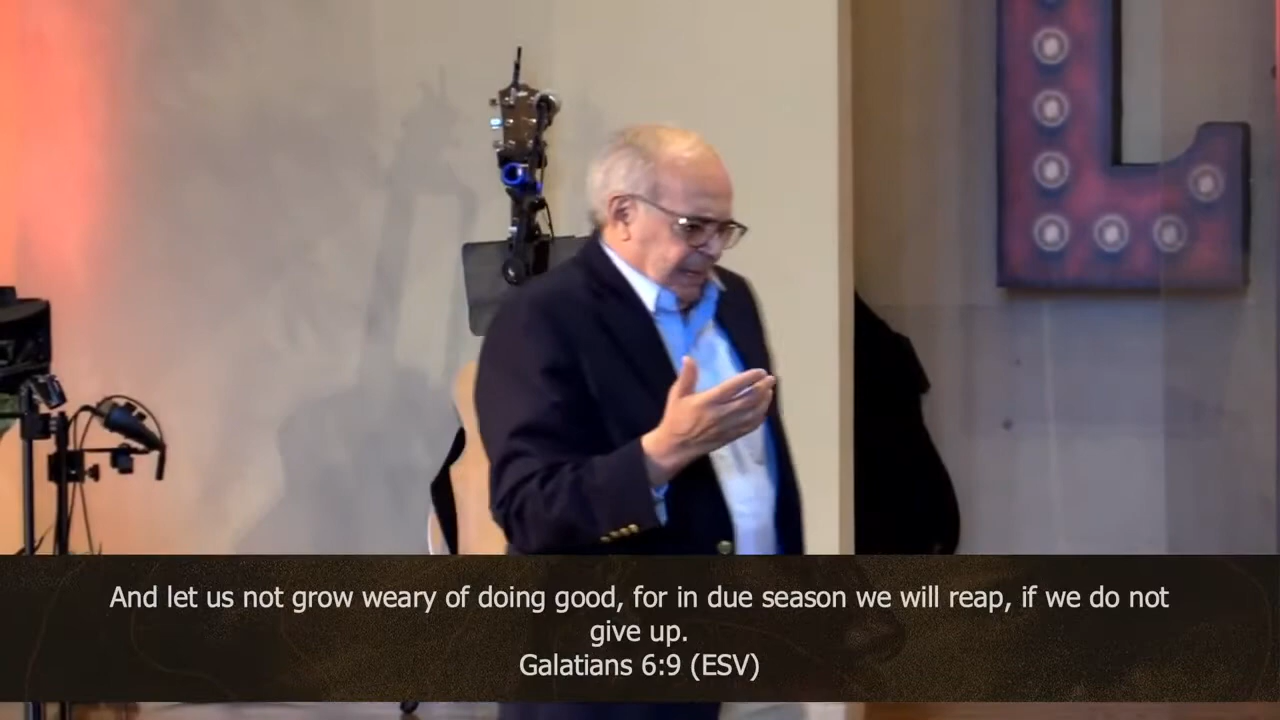 L
And let us not grow weary of doing good, for in due season we will reap, if we do not
give up.
Galatians 6:9 (ESV)